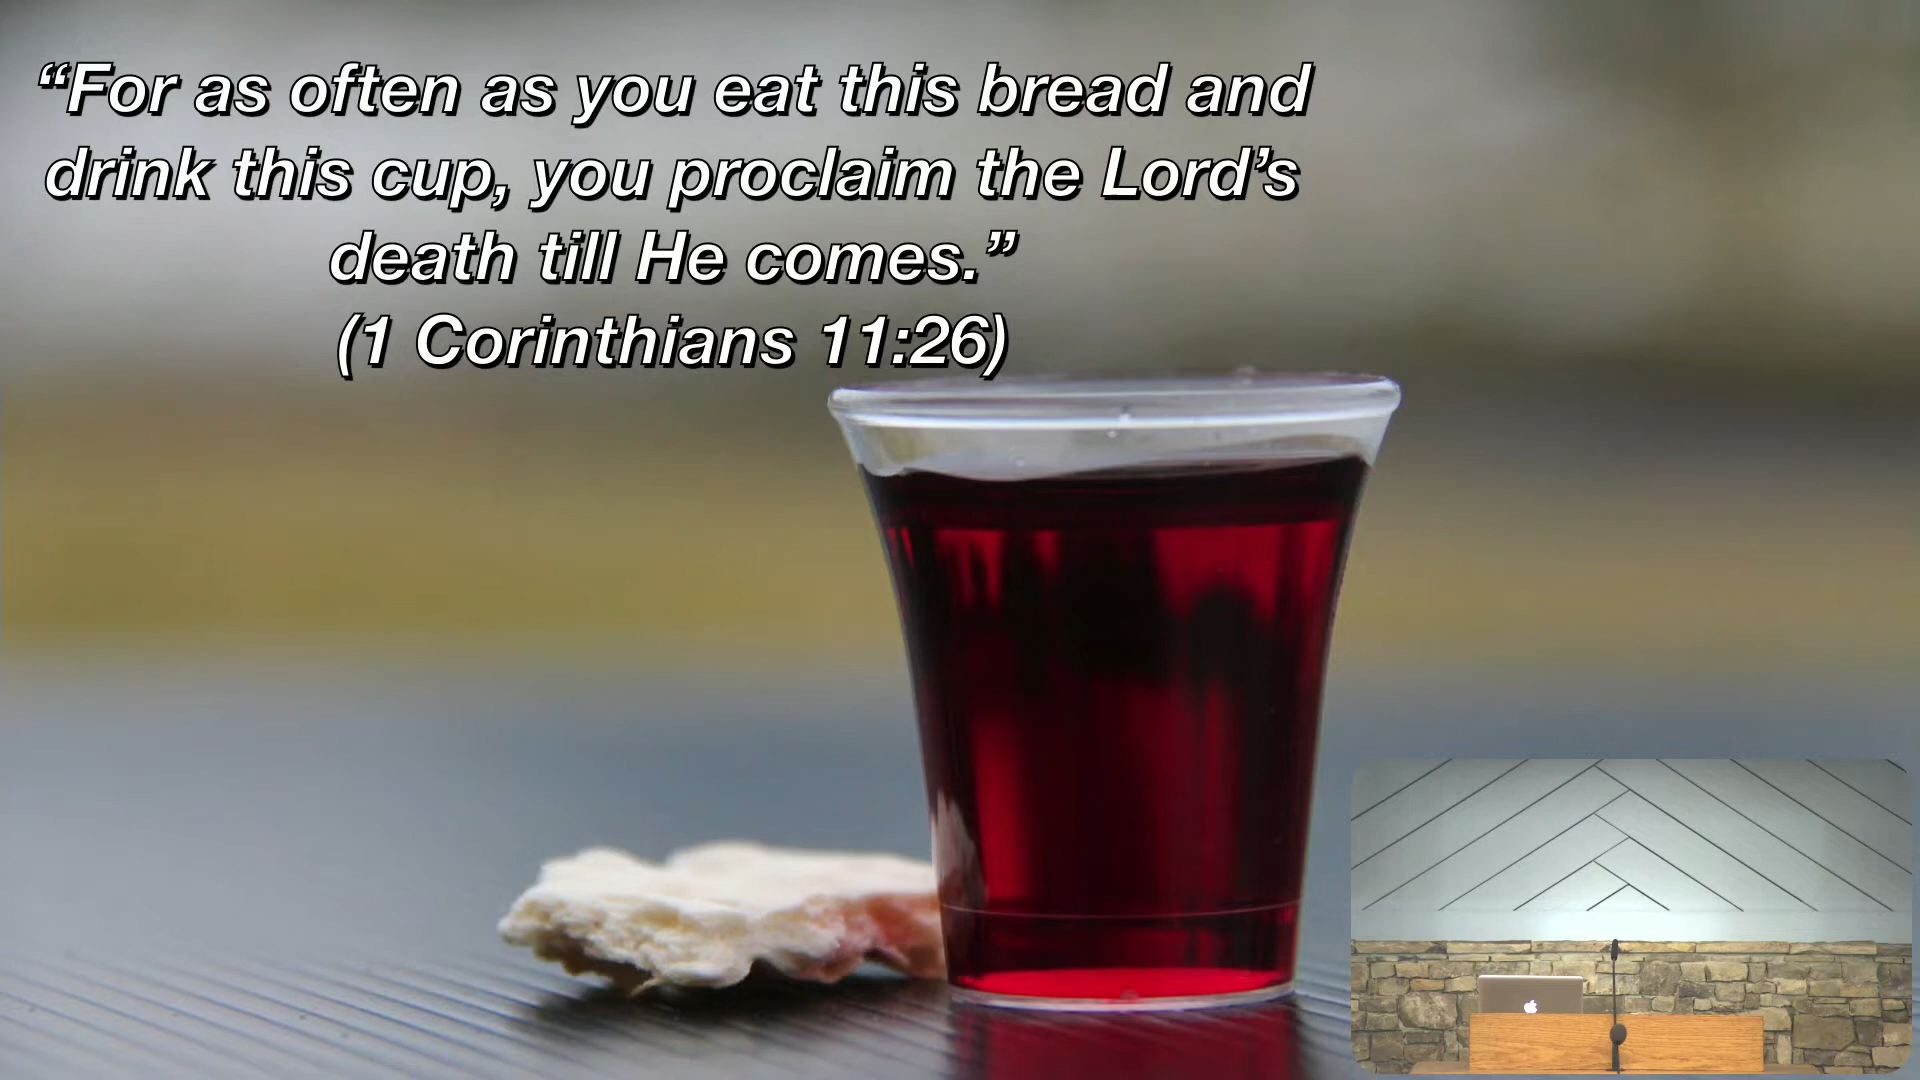 “For as often as you eat this bread and
drink this cup, you proclaim the Lord’s
death till He comes.”
(1 Corinthians 11:26)